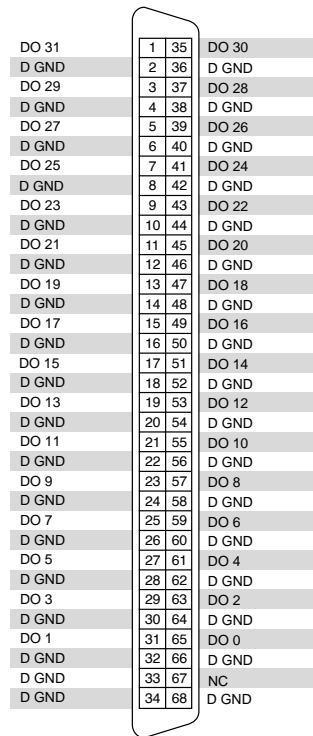 DO 31 1 35 DO 30
D GND 2 36 D GND
DO 29 3 37 DO 28
D GND 4 38 D GND
DO 27 5 39 DO 26
D GND 6 40 D GND
DO 25 7 41 DO 24
D GND 8 42 D GND
DO 23 9 43 DO 22
D GND 10 44 D GND
DO 21 11 45 DO 20
D GND 12 46 D GND
DO 19 13 47 DO 18
D GND 14 48 D GND
DO 17 15 49 DO 16
D GND 16 50 D GND
DO 15 17 51 DO 14
D GND 18 52 D GND
DO 13 19 53 DO 12
D GND 20 54 D GND
DO 11 21 55 DO 10
D GND 22 56 D GND
DO 9 23 57 DO 8
D GND 24 58 D GND
DO 7 25 59 DO 6
D GND 26 60 D GND
DO 5 27 61 DO 4
D GND 28 62 D GND
DO 3 29 63 DO 2
D GND 30 64 D GND
DO 1 31 65 DO 0
D GND 32 66 D GND
D GND 33 67 NC
D GND 34 68 D GND